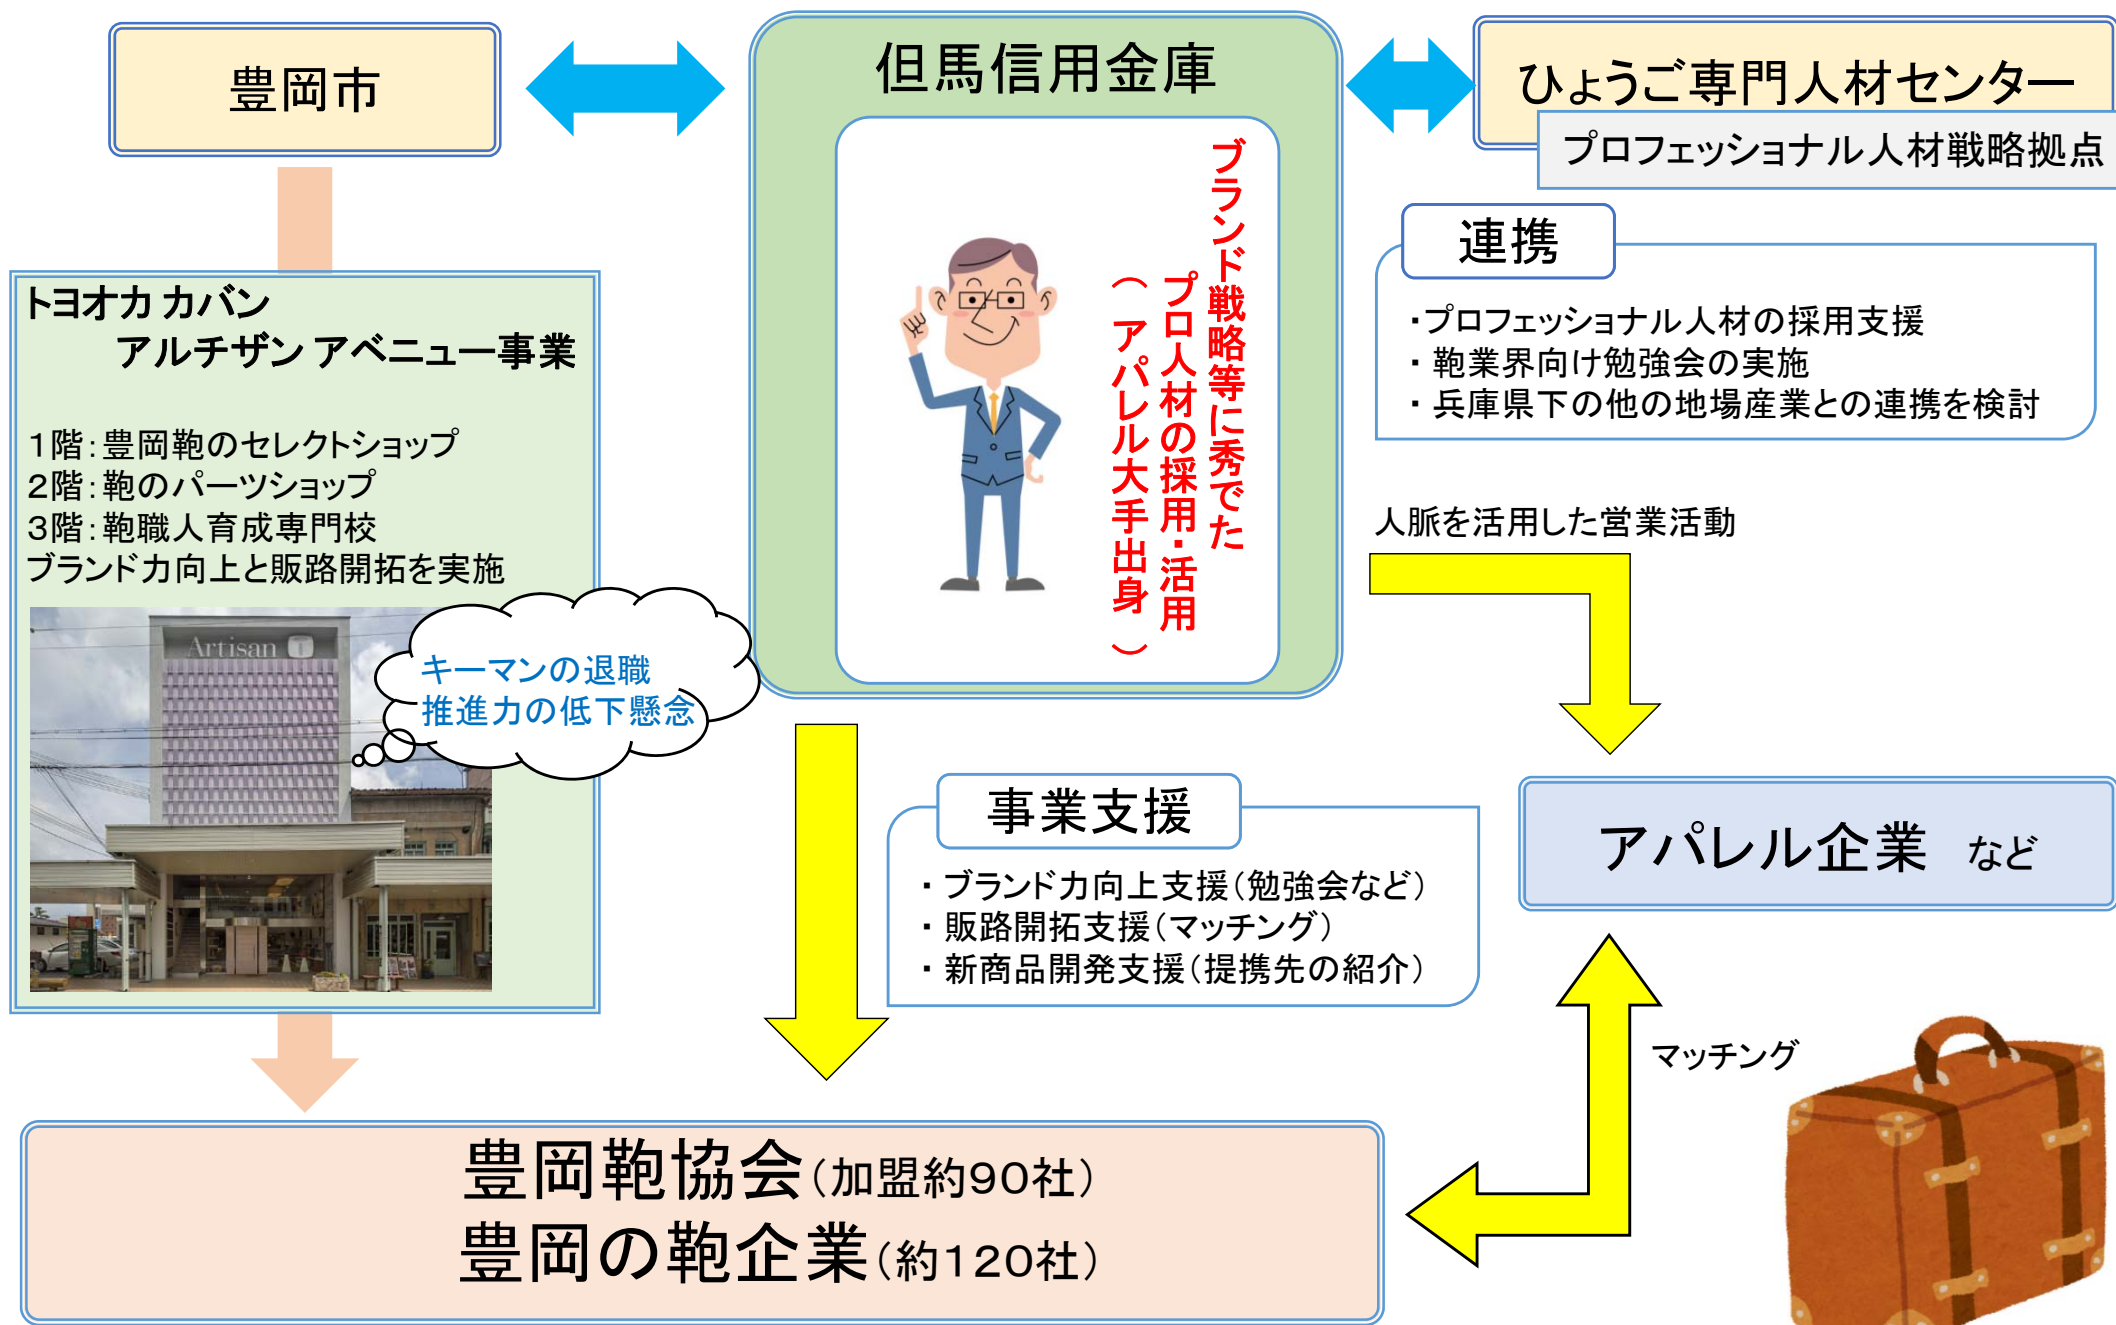 豊岡市
但馬信用金庫
ひょうご専門人材センター
プロフェッショナル人材戦略拠点
ブランド戦略等に秀でた
プロ人材の採用・活用
（アパレル大手出身）
連携
・プロフェッショナル人材の採用支援
・鞄業界向け勉強会の実施
・兵庫県下の他の地場産業との連携を検討
トヨオカ カバン
アルチザン アベニュー事業
1階：豊岡鞄のセレクトショップ
2階：鞄のパーツショップ
3階：鞄職人育成専門校
ブランド力向上と販路開拓を実施
Artisan
キーマンの退職
推進力の低下懸念
人脈を活用した営業活動
事業支援
・ブランド力向上支援（勉強会など）
・販路開拓支援（マッチング）
・新商品開発支援（提携先の紹介）
アパレル企業 など
マッチング
豊岡鞄協会（加盟約90社）
豊岡の鞄企業（約120社）